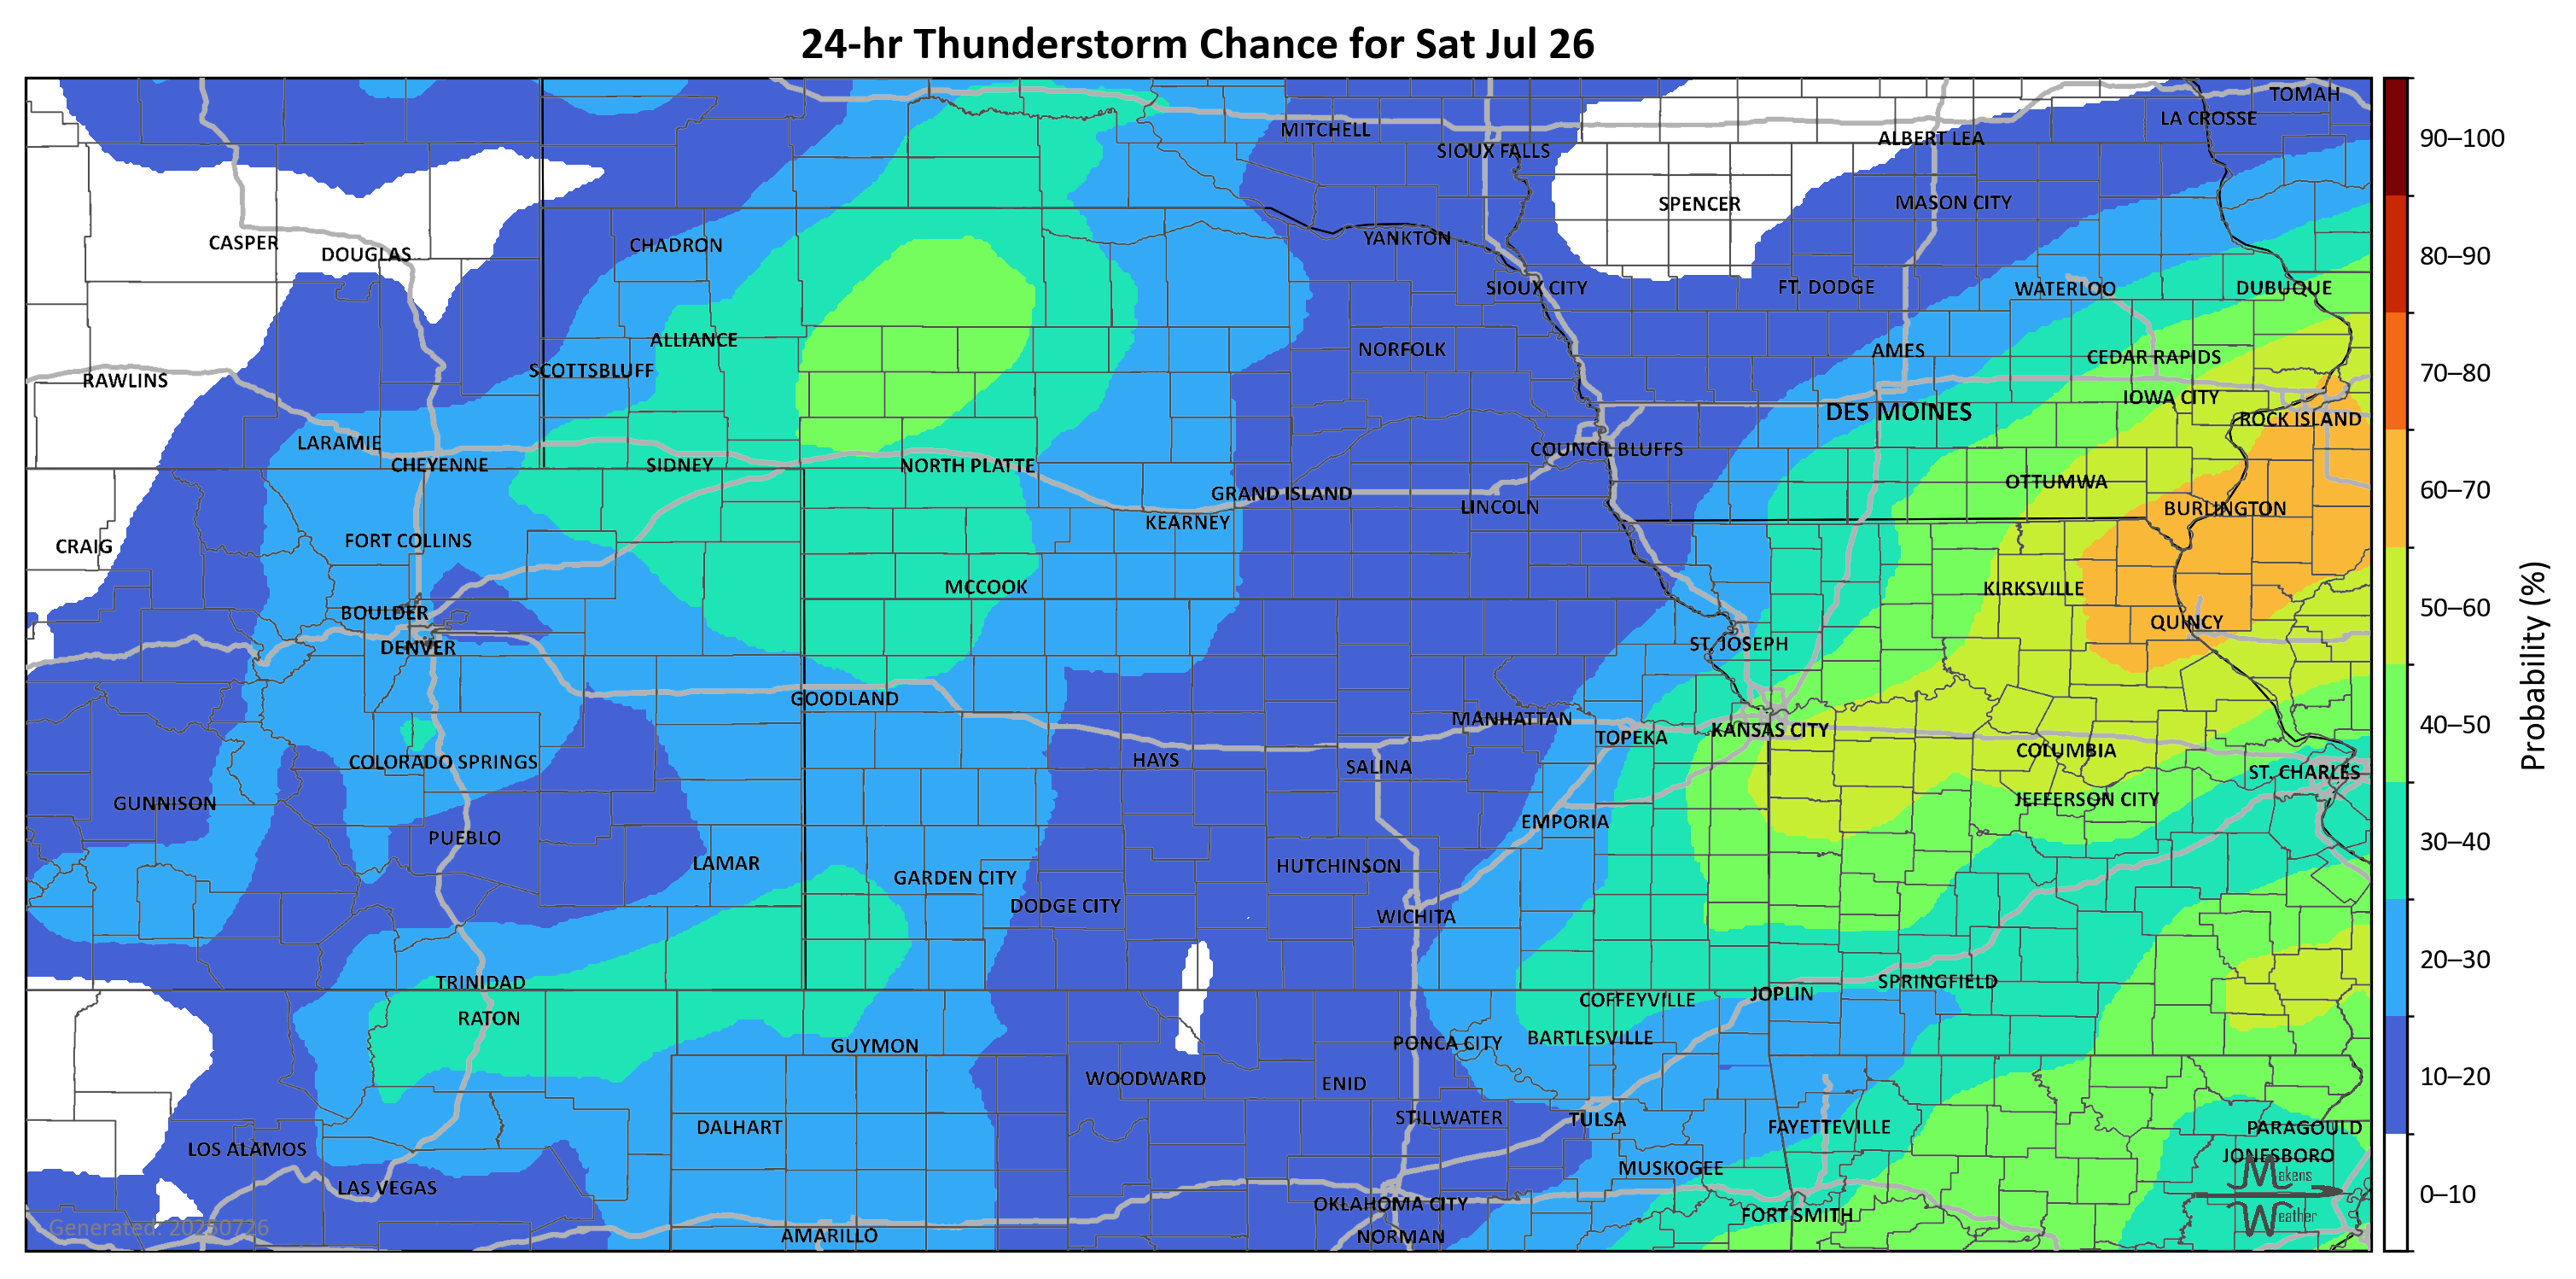 24-hr Thunderstorm Chance for Sat Jul 26
TOMAH
LA CROSSE
MITCHELL
ALBERT LEA
SIOUX FALLS
SPENCER
MASON CITY
CASPER
DOUGLAS
CHADRON
YANKTON
SIOUX CITY
FT. DODGE
WATERLOO
DUBUQUE
ALLIANCE
NORFOLK
AMES
CEDAR RAPIDS
RAWLINS
SCOTTSBLUFF
IOWA CITY
DES MOINES
ROCK ISLAND
LARAMIE
COUNCIL BLUFFS
CHEYENNE
SIDNEY
NORTH PLATTE
OTTUMWA
GRAND ISLAND
LINCOLN
BURLINGTON
KEARNEY
CRAIG
FORT COLLINS
MCCOOK
KIRKSVILLE
BOULDER
QUINCY
DENVER
ST. JOSEPH
GOODLAND
MANHATTAN
TOPEKA
KANSAS CITY
COLUMBIA
COLORADO SPRINGS
HAYS
SALINA
ST. CHARLES
GUNNISON
JEFFERSON CITY
EMPORIA
PUEBLO
LAMAR
HUTCHINSON
GARDEN CITY
DODGE CITY
WICHITA
TRINIDAD
SPRINGFIELD
COFFEYVILLE
JOPLIN
RATON
GUYMON
PONCA CITY
BARTLESVILLE
WOODWARD
ENID
STILLWATER
TULSA
DALHART
FAYETTEVILLE
PARAGOULD
LOS ALAMOS
JONESBORO
MUSKOGEE
LAS VEGAS
OKLAHOMA CITY
FORT SMITH
AMARILLO
NORMAN
Generated: 20250726
Makens
Weather
90–100
80–90
70–80
60–70
50–60
40–50
30–40
20–30
10–20
0–10
Probability (%)